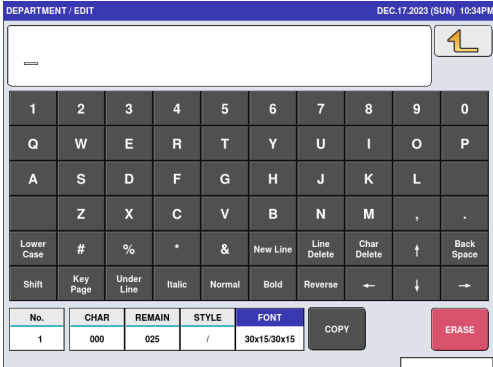 DEPARTMENT / EDIT DEC.17.2023 (SUN) 10:34PM
1 2 3 4 5 6 7 8 9 0
Q W E R T Y U I O P
A S D F G H J K L
Z X C V B N M , .
Lower Case # % * & New Line Line Delete Char Delete ↑ Back Space
Shift Key Page Under Line Italic Normal Bold Reverse ← ↓ →
No. CHAR REMAIN STYLE FONT COPY ERASE
1 000 025 / 30x15/30x15